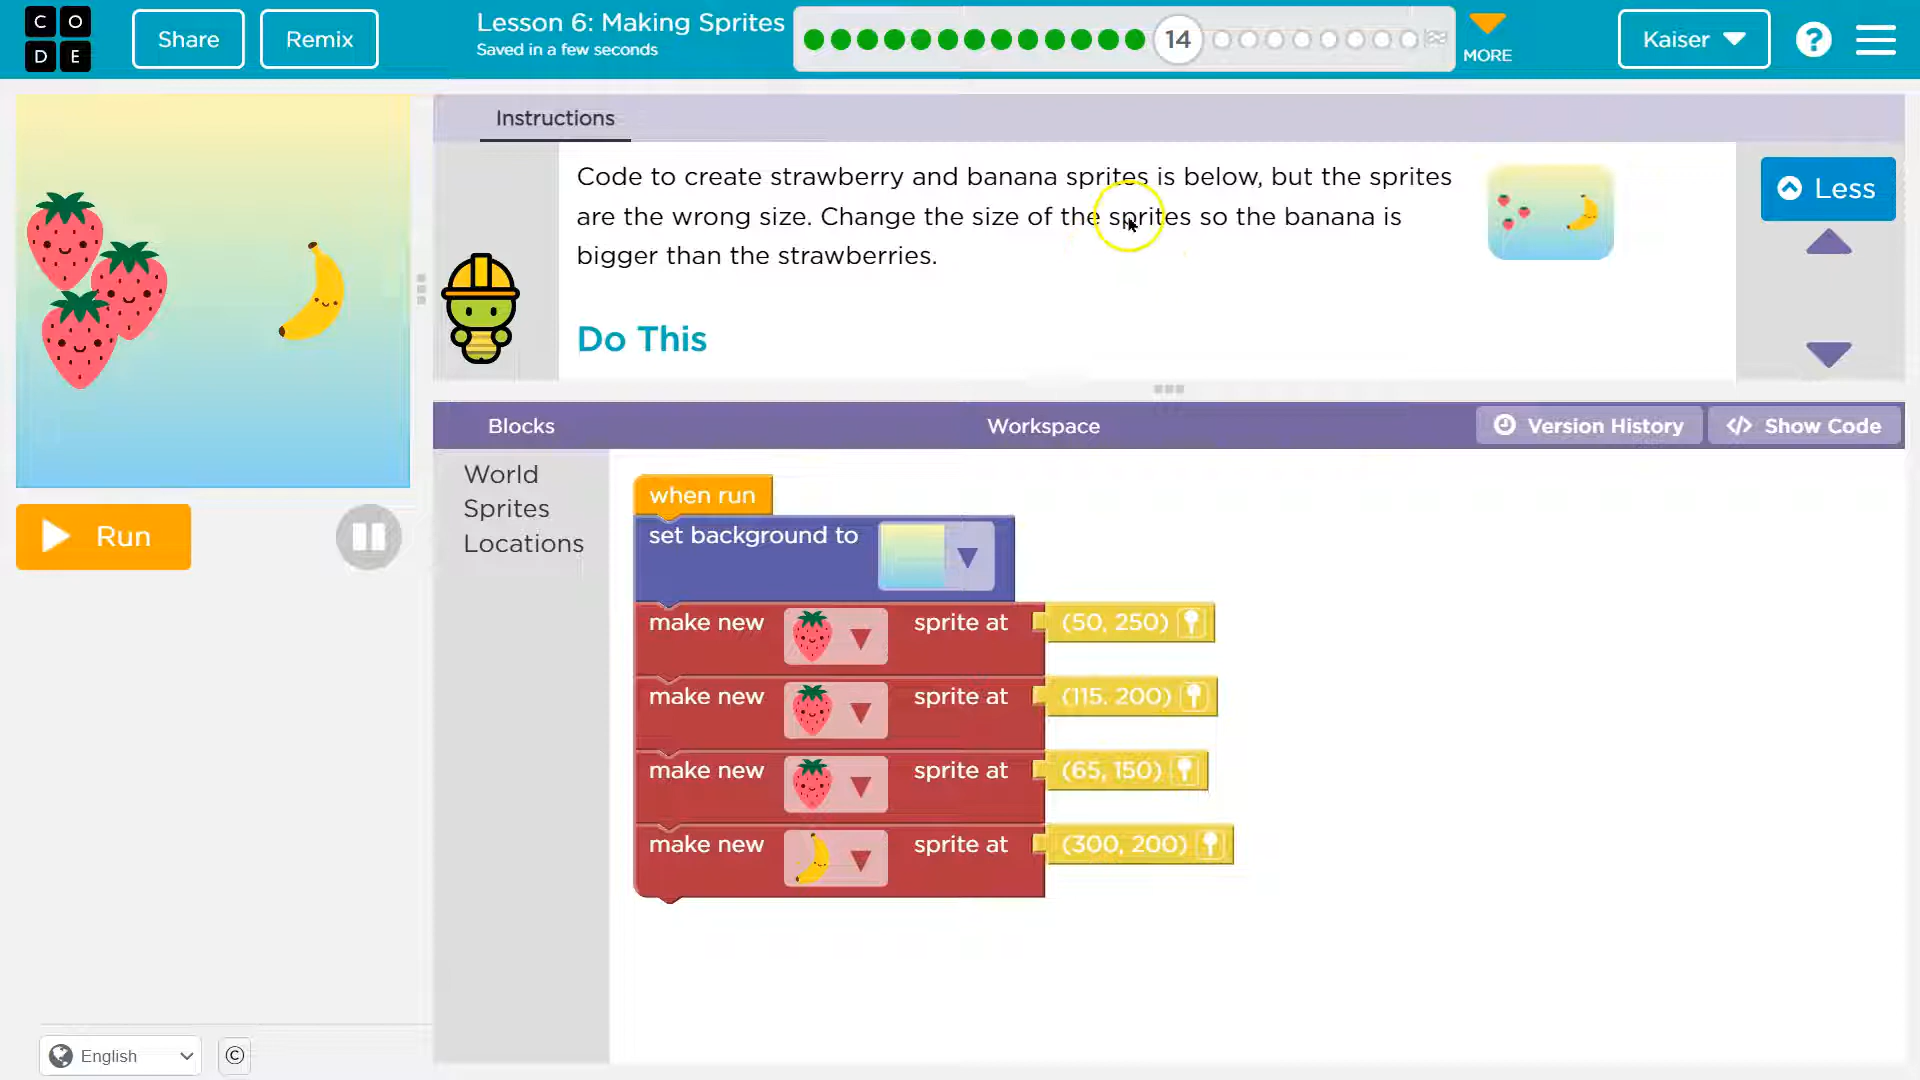 CO
DE
Share
Remix
Lesson 6: Making Sprites
Saved in a few seconds
14
MORE
Kaiser
?
Instructions
Code to create strawberry and banana sprites is below, but the sprites
are the wrong size. Change the size of the sprites so the banana is
bigger than the strawberries.
Less
Do This
Run
Blocks
Workspace
Version History
</> Show Code
World
Sprites
Locations
when run
set background to
make new sprite at (50, 250)
make new sprite at (115, 200)
make new sprite at (65, 150)
make new sprite at (300, 200)
English
©